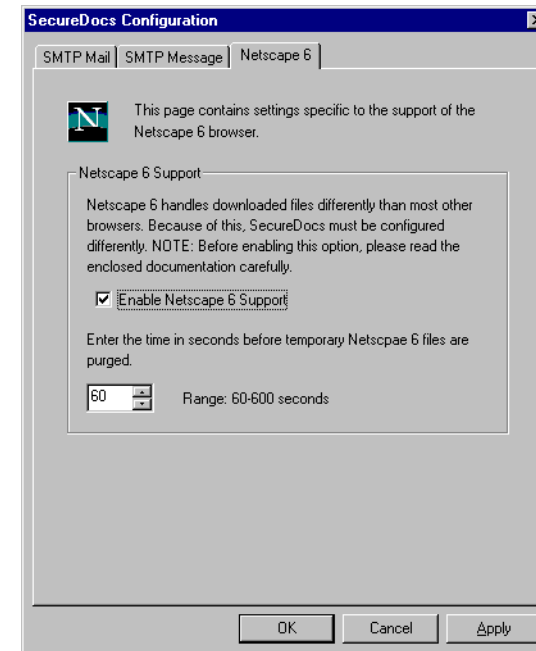 SecureDocs Configuration
SMTP Mail SMTP Message Netscape 6
N
This page contains settings specific to the support of the
Netscape 6 browser.
Netscape 6 Support
Netscape 6 handles downloaded files differently than most other
browsers. Because of this, SecureDocs must be configured
differently. NOTE: Before enabling this option, please read the
enclosed documentation carefully.
Enable Netscape 6 Support
Enter the time in seconds before temporary Netscpae 6 files are
purged.
60 Range: 60-600 seconds
OK Cancel Apply